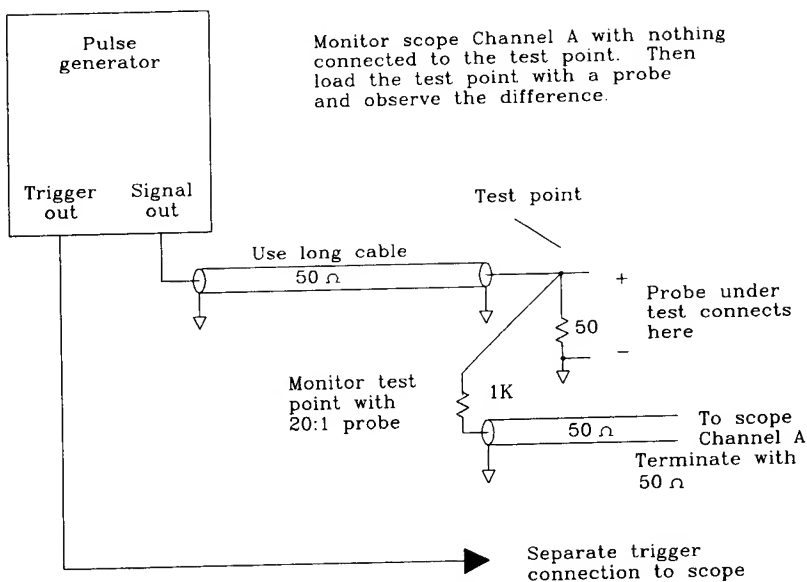 Pulse
generator
Monitor scope Channel A with nothing
connected to the test point. Then
load the test point with a probe
and observe the difference.
Trigger
out
Signal
out
Test point
Use long cable
50 Ω
+
Probe under
test connects
here
50
−
Monitor test
point with
20:1 probe
1K
50 Ω
To scope
Channel A
Terminate with
50 Ω
Separate trigger
connection to scope